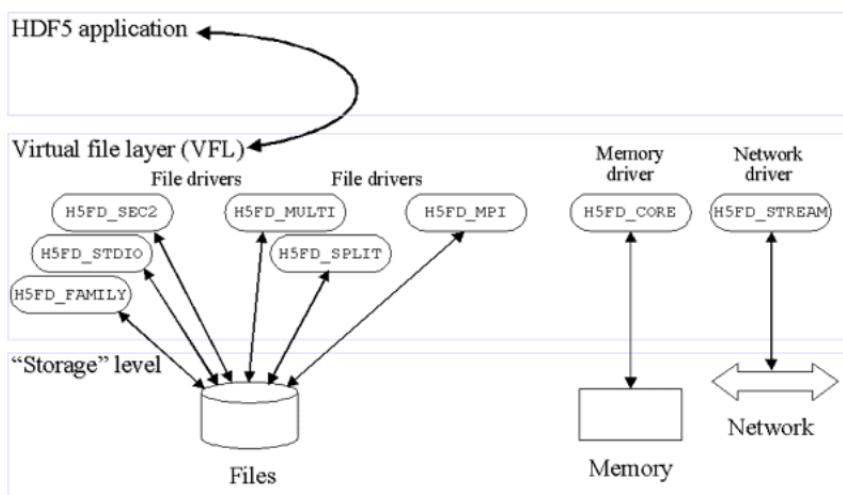 HDF5 application
Virtual file layer (VFL)
File drivers
File drivers
Memory
driver
Network
driver
H5FD_SEC2
H5FD_MULTI
H5FD_MPI
H5FD_CORE
H5FD_STREAM
H5FD_STDIO
H5FD_SPLIT
H5FD_FAMILY
“Storage” level
Files
Memory
Network